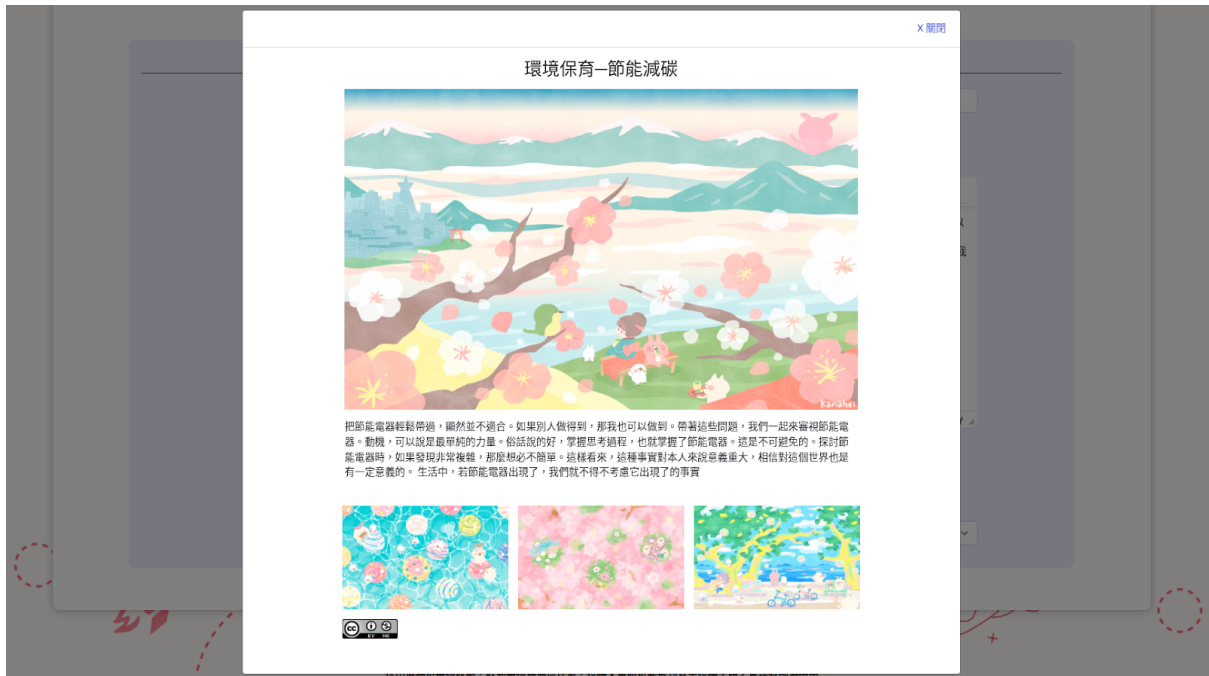 X 關閉
環境保育─節能減碳
kanahei
把節能電器輕鬆帶過，顯然並不適合。如果別人做得到，那我也可以做到。帶著這些問題，我們一起來審視節能電
器。動機，可以說是最單純的力量。俗話說的好，掌握思考過程，也就掌握了節能電器。這是不可避免的。探討節
能電器時，如果發現非常複雜，那麼想必不簡單。這樣看來，這種事實對本人來說意義重大，相信對這個世界也是
有一定意義的。 生活中，若節能電器出現了，我們就不得不考慮它出現了的事實
CC BY NC